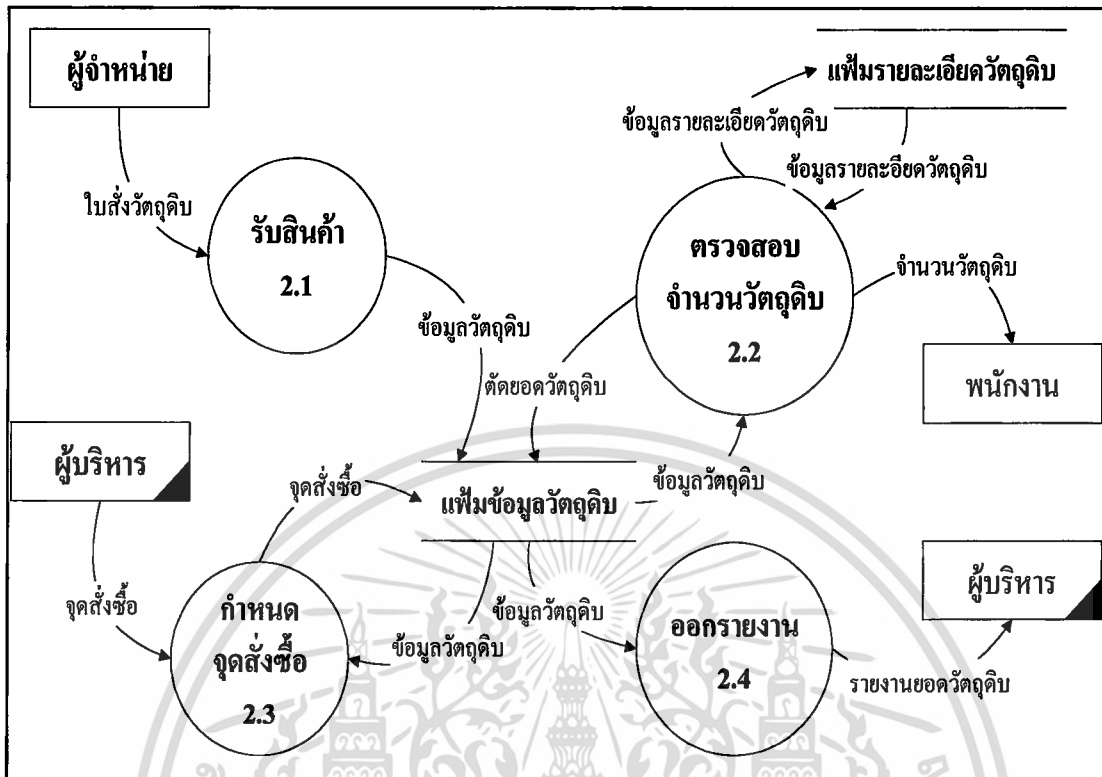 ผู้จำหน่าย
แฟ้มรายละเอียดวัตถุดิบ
ข้อมูลรายละเอียดวัตถุดิบ
ข้อมูลรายละอียดวัตถุดิบ
ใบสั่งวัตถุดิบ
รับสินค้า
2.1
ตรวจสอบ
จำนวนวัตถุดิบ
2.2
จำนวนวัตถุดิบ
ข้อมูลวัตถุดิบ
ตัดยอดวัตถุดิบ
พนักงาน
ผู้บริหาร
จุดสั่งซื้อ
แฟ้มข้อมูลวัตถุดิบ
ข้อมูลวัตถุดิบ
จุดสั่งซื้อ
กำหนด
จุดสั่งซื้อ
2.3
ข้อมูลวัตถุดิบ
ข้อมูลวัตถุดิบ
ออกรายงาน
2.4
ผู้บริหาร
รายงานยอดวัตถุดิบ